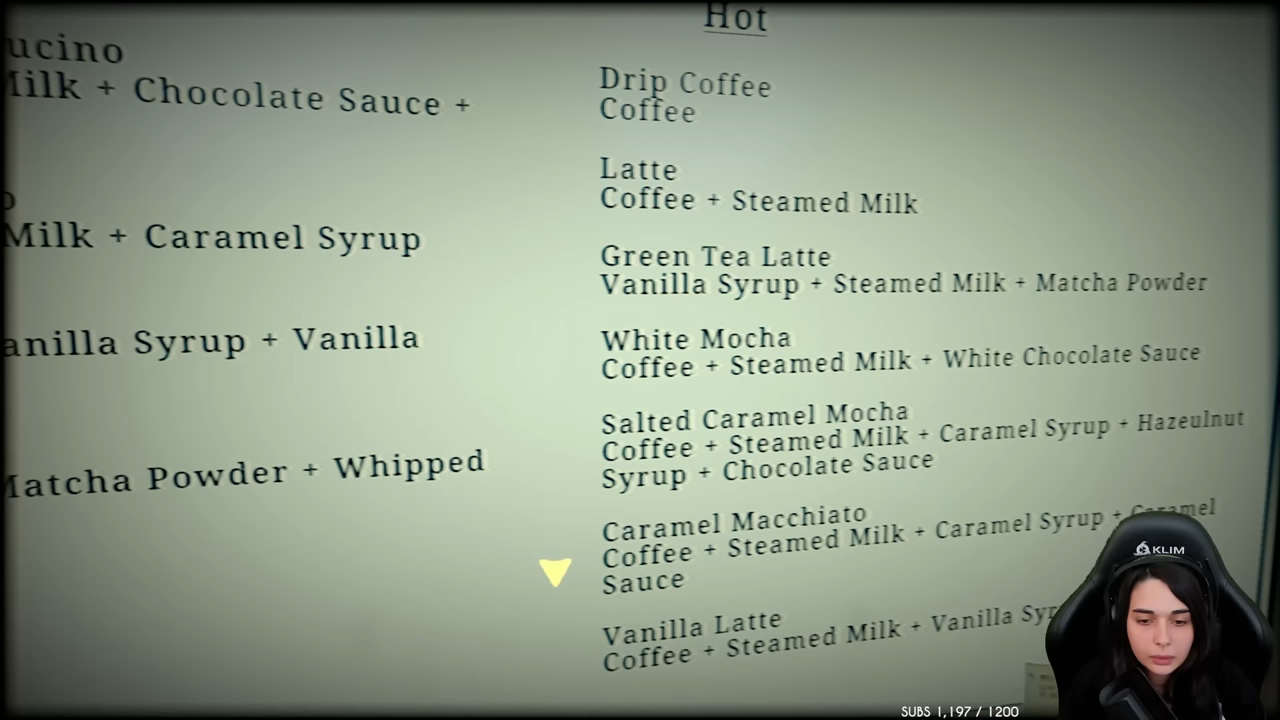 ucino
Milk + Chocolate Sauce +
Milk + Caramel Syrup
anilla Syrup + Vanilla
Matcha Powder + Whipped
Hot
Drip Coffee
Coffee
Latte
Coffee + Steamed Milk
Green Tea Latte
Vanilla Syrup + Steamed Milk + Matcha Powder
White Mocha
Coffee + Steamed Milk + White Chocolate Sauce
Salted Caramel Mocha
Coffee + Steamed Milk + Caramel Syrup + Hazeulnut
Syrup + Chocolate Sauce
Caramel Macchiato
Coffee + Steamed Milk + Caramel Syrup + Caramel
Sauce
Vanilla Latte
Coffee + Steamed Milk + Vanilla Syr
KLIM
SUBS 1,197 / 1200